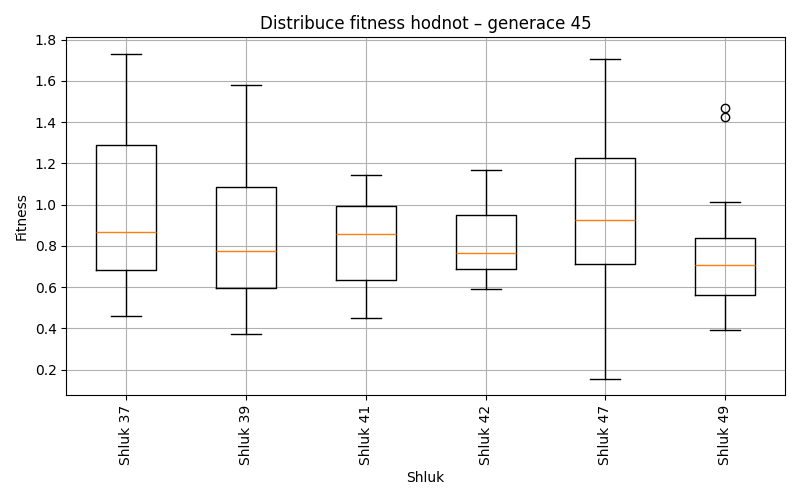 Distribuce fitness hodnot – generace 45
Fitness
1.8
1.6
1.4
1.2
1.0
0.8
0.6
0.4
0.2
Shluk 37
Shluk 39
Shluk 41
Shluk 42
Shluk 47
Shluk 49
Shluk